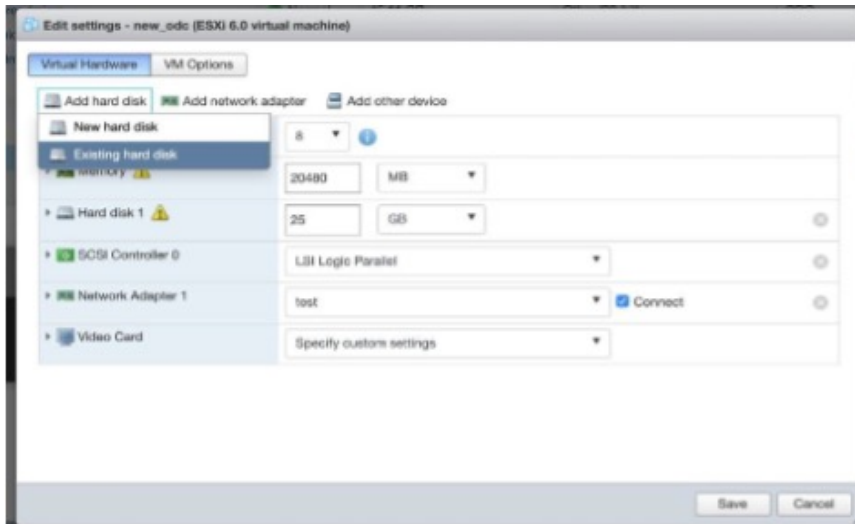 Edit settings - new_odc (ESXi 6.0 virtual machine)
Virtual Hardware VM Options
Add hard disk Add network adapter Add other device
New hard disk
8
Existing hard disk
Memory 20480 MB
Hard disk 1 25 GB
SCSI Controller 0 LSI Logic Parallel
Network Adapter 1 test Connect
Video Card Specify custom settings
Save Cancel